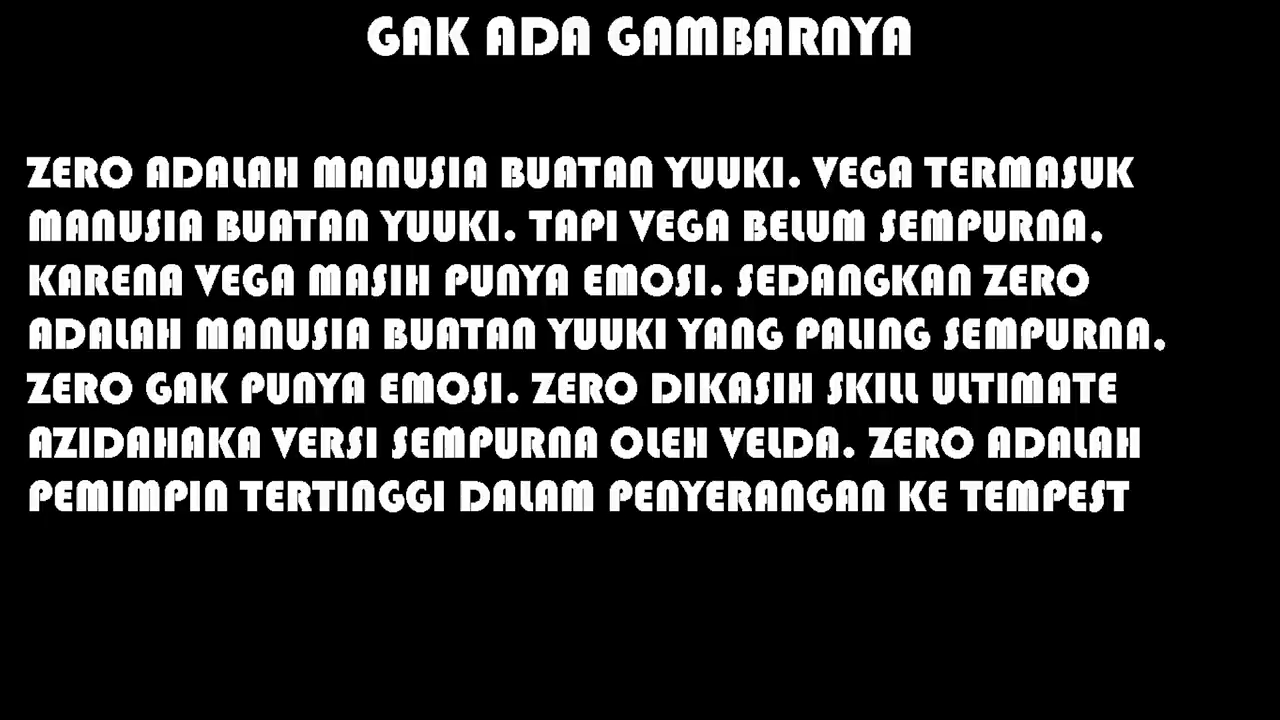 GAK ADA GAMBARNYA
ZERO ADALAH MANUSIA BUATAN YUUKI. VEGA TERMASUK
MANUSIA BUATAN YUUKI. TAPI VEGA BELUM SEMPURNA,
KARENA VEGA MASIH PUNYA EMOSI. SEDANGKAN ZERO
ADALAH MANUSIA BUATAN YUUKI YANG PALING SEMPURNA,
ZERO GAK PUNYA EMOSI. ZERO DIKASIH SKILL ULTIMATE
AZIDAHAKA VERSI SEMPURNA OLEH VELDA. ZERO ADALAH
PEMIMPIN TERTINGGI DALAM PENYERANGAN KE TEMPEST